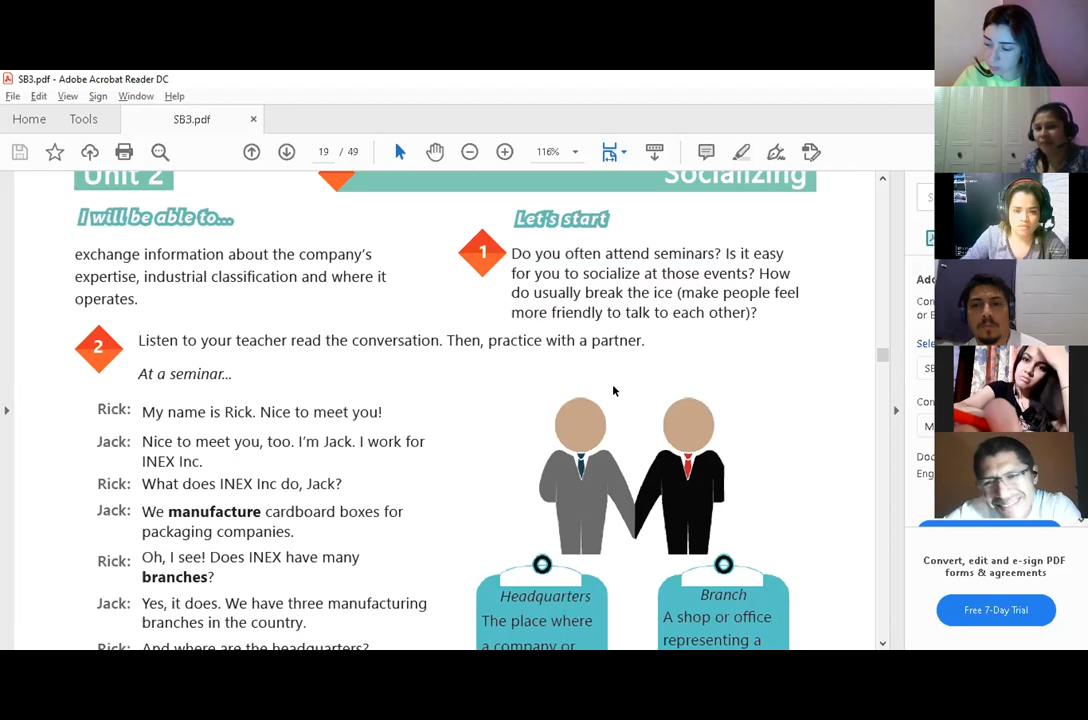 SB3.pdf - Adobe Acrobat Reader DC
File Edit View Sign Window Help
Home Tools SB3.pdf ×
19 / 49 116%
Unit 2 Socializing
I will be able to...
exchange information about the company's
expertise, industrial classification and where it
operates.
Let's start
1
Do you often attend seminars? Is it easy
for you to socialize at those events? How
do usually break the ice (make people feel
more friendly to talk to each other)?
2
Listen to your teacher read the conversation. Then, practice with a partner.
At a seminar...
Rick: My name is Rick. Nice to meet you!
Jack: Nice to meet you, too. I'm Jack. I work for
INEX Inc.
Rick: What does INEX Inc do, Jack?
Jack: We manufacture cardboard boxes for
packaging companies.
Rick: Oh, I see! Does INEX have many
branches?
Jack: Yes, it does. We have three manufacturing
branches in the country.
Rick: And where are the headquarters?
Headquarters
The place where
a company or
Branch
A shop or office
representing a
Convert, edit and e-sign PDF
forms & agreements
Free 7-Day Trial